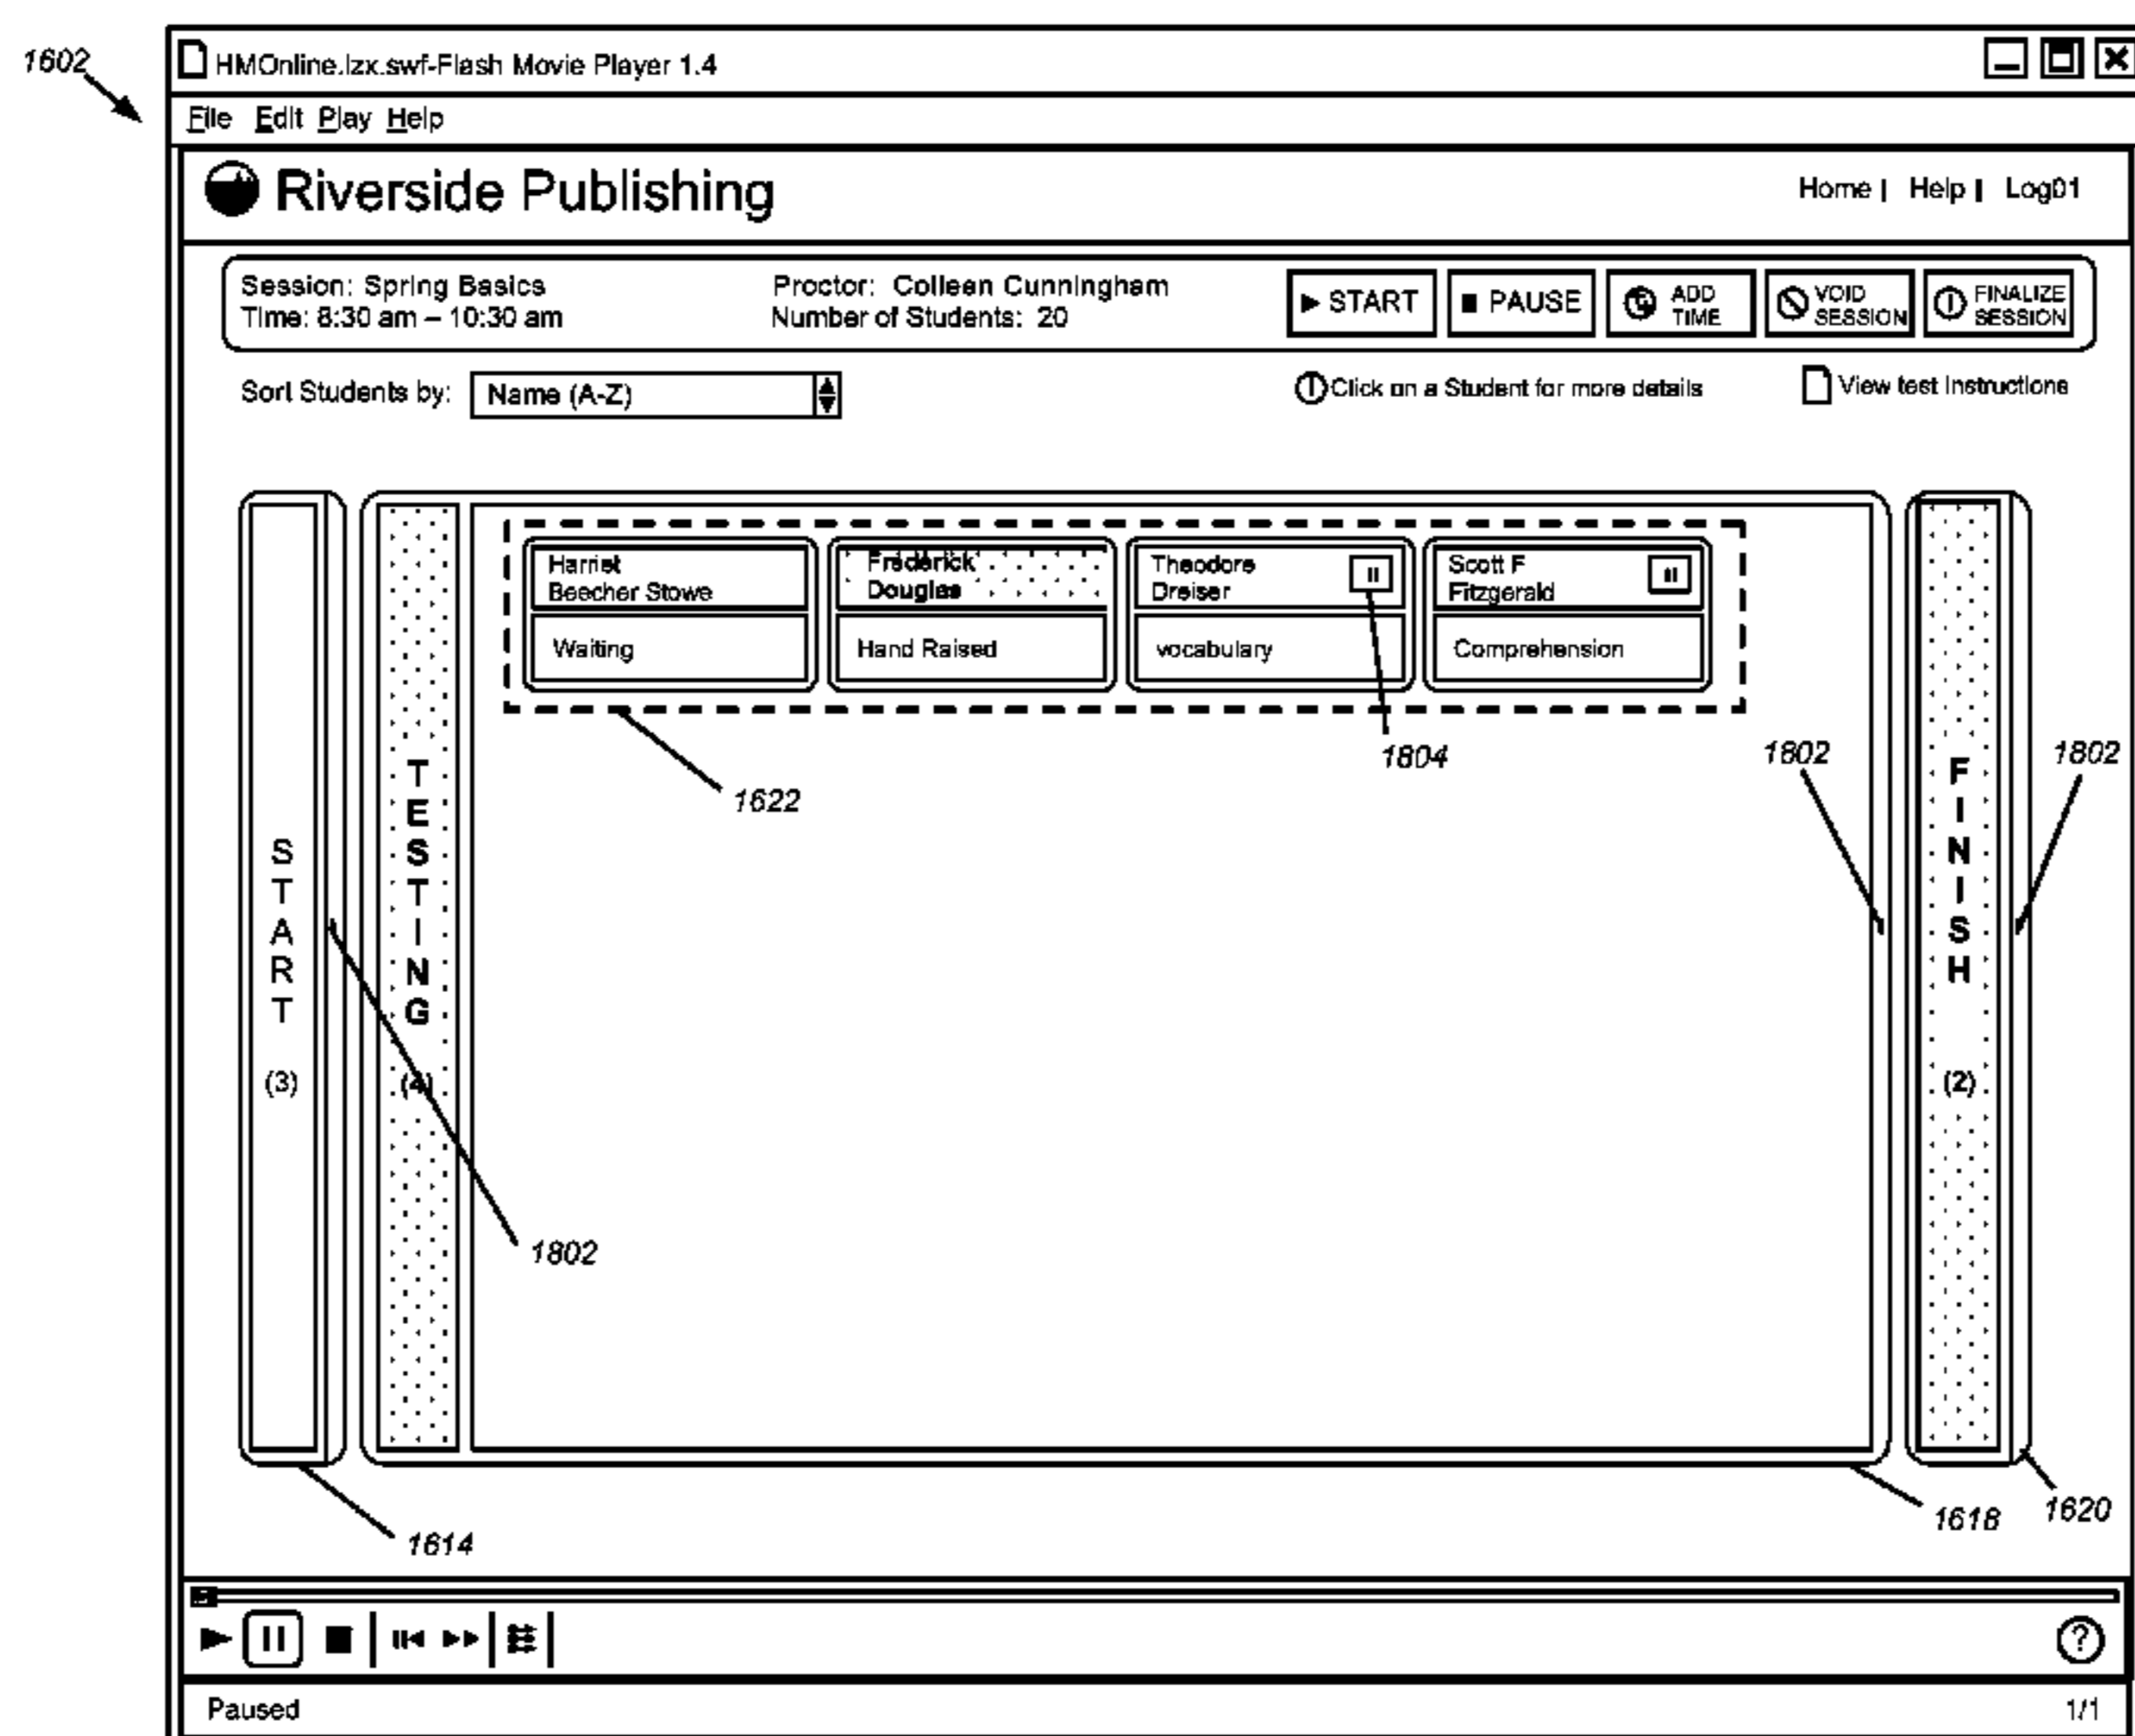 1602
HMOnline.lzx.swf-Flash Movie Player 1.4
File Edit Play Help
Riverside Publishing
Home | Help | Log01
Session: Spring Basics
Time: 8:30 am – 10:30 am
Proctor: Colleen Cunningham
Number of Students: 20
START
PAUSE
ADD
TIME
VOID
SESSION
FINALIZE
SESSION
Sort Students by:
Name (A-Z)
Click on a Student for more details
View test Instructions
START
(3)
TESTING
(4)
Harriet
Beecher Stowe
Waiting
Frederick
Douglas
Hand Raised
Theodore
Dreiser
vocabulary
Scott F
Fitzgerald
Comprehension
FINISH
(2)
1804
1802
1802
1622
1802
1614
1618
1620
?
Paused
1/1